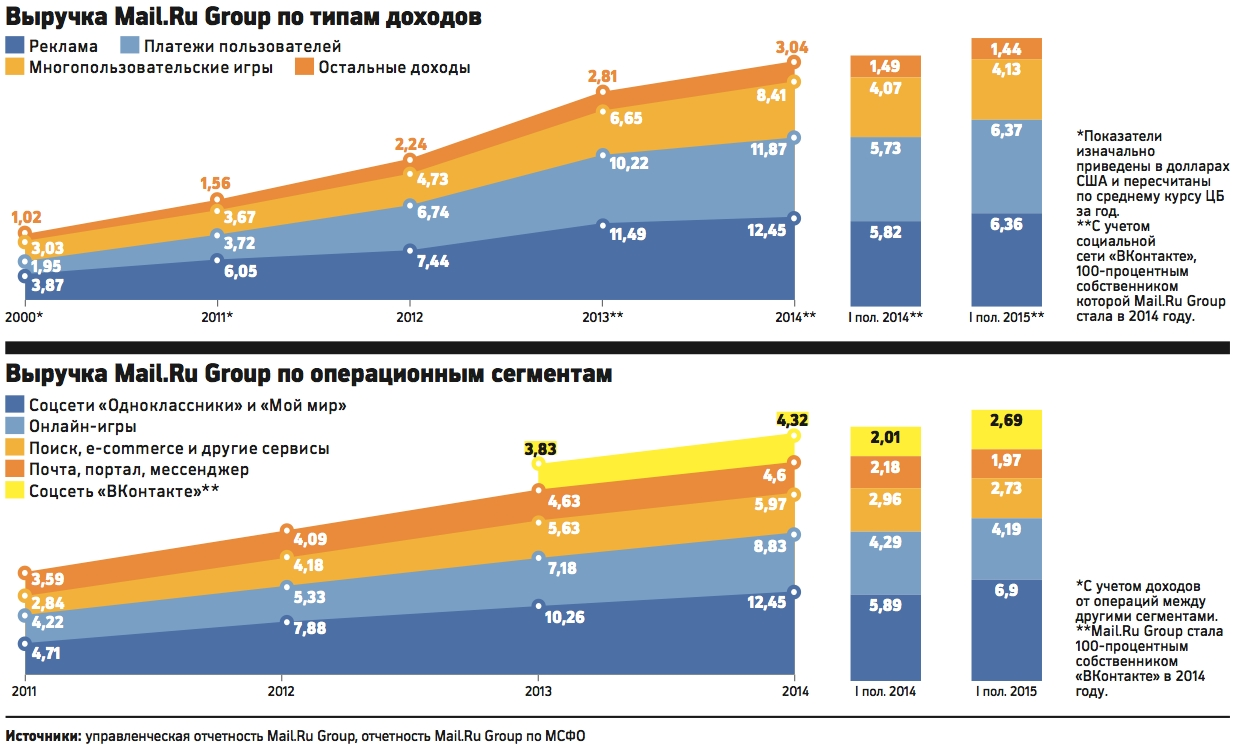 Выручка Mail.Ru Group по типам доходов
Реклама
Платежи пользователей
Многопользовательские игры
Остальные доходы
1,02
3,03
1,95
3,87
1,56
3,67
3,72
6,05
2,24
4,73
6,74
7,44
2,81
6,65
10,22
11,49
3,04
8,41
11,87
12,45
1,49
4,07
5,73
5,82
1,44
4,13
6,37
6,36
2000*
2011*
2012
2013**
2014**
I пол. 2014**
I пол. 2015**
*Показатели
изначально
приведены в долларах
США и пересчитаны
по среднему курсу ЦБ
за год.
**С учетом
социальной
сети «ВКонтакте»,
100-процентным
собственником
которой Mail.Ru Group
стала в 2014 году.
Выручка Mail.Ru Group по операционным сегментам
Соцсети «Одноклассники» и «Мой мир»
Онлайн-игры
Поиск, e-commerce и другие сервисы
Почта, портал, мессенджер
Соцсеть «ВКонтакте»**
3,59
2,84
4,22
4,71
4,09
4,18
5,33
7,88
3,83
4,63
5,63
7,18
10,26
4,32
4,6
5,97
8,83
12,45
2,01
2,18
2,96
4,29
5,89
2,69
1,97
2,73
4,19
6,9
2011
2012
2013
2014
I пол. 2014
I пол. 2015
*С учетом доходов
от операций между
другими сегментами.
**Mail.Ru Group стала
100-процентным
собственником
«ВКонтакте» в 2014
году.
Источники: управленческая отчетность Mail.Ru Group, отчетность Mail.Ru Group по МСФО